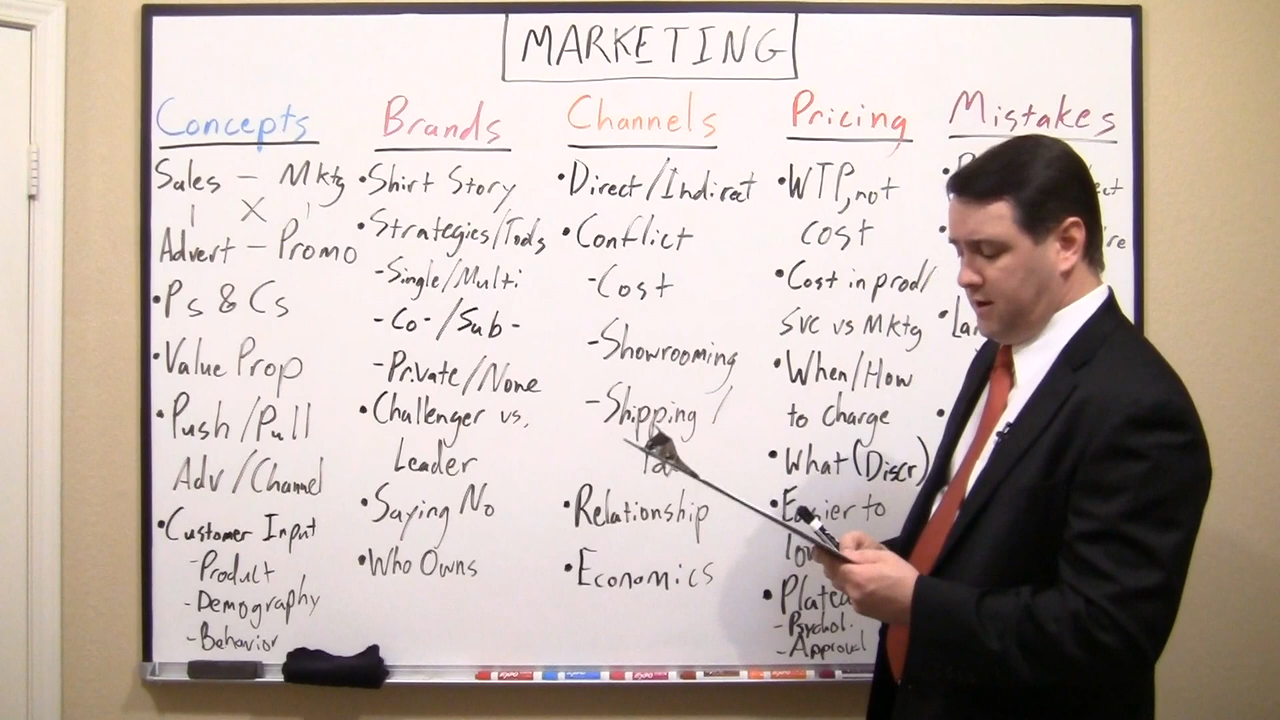 MARKETING
Concepts
Sales - Mktg
X
Advert - Promo
•Ps & Cs
•Value Prop
•Push/Pull
Adv/Channel
•Customer Input
-Product
-Demography
-Behavior
Brands
•Shirt Story
•Strategies/Tools
-Single/Multi
-Co-/Sub-
-Private/None
•Challenger vs.
Leader
•Saying No
•Who Owns
Channels
•Direct/Indirect
•Conflict
-Cost
-Showrooming
-Shipping/
•Relationship
•Economics
Pricing
•WTP, not
cost
•Cost in prod/
svc vs Mktg
•When/How
to charge
•What (Discr)
•Easier to
-Psychol.
-Approval
Mistakes